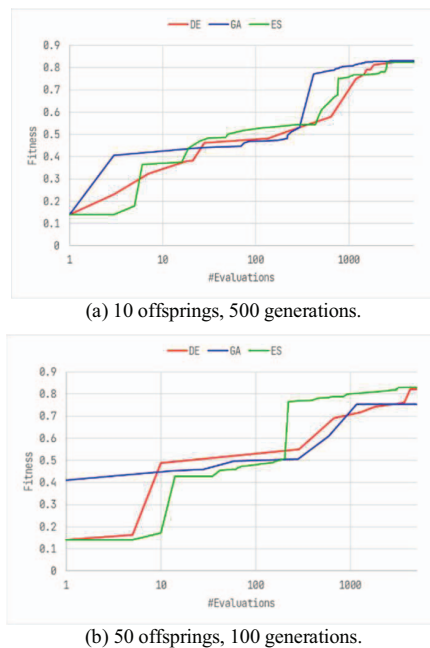 DE GA ES
0.9
0.8
0.7
0.6
0.5
0.4
0.3
0.2
0.1
0
Fitness
1 10 100 1000
#Evaluations
(a) 10 offsprings, 500 generations.
DE GA ES
0.9
0.8
0.7
0.6
0.5
0.4
0.3
0.2
0.1
0
Fitness
1 10 100 1000
#Evaluations
(b) 50 offsprings, 100 generations.